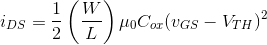 i_{DS} = \frac{1}{2} \left( \frac{W}{L} \right) \mu_0 C_{ox} (v_{GS} - V_{TH})^2